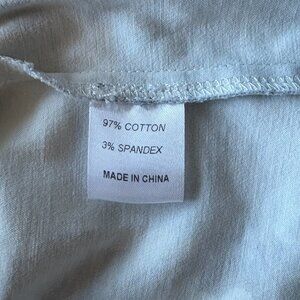 97% COTTON
3% SPANDEX
MADE IN CHINA